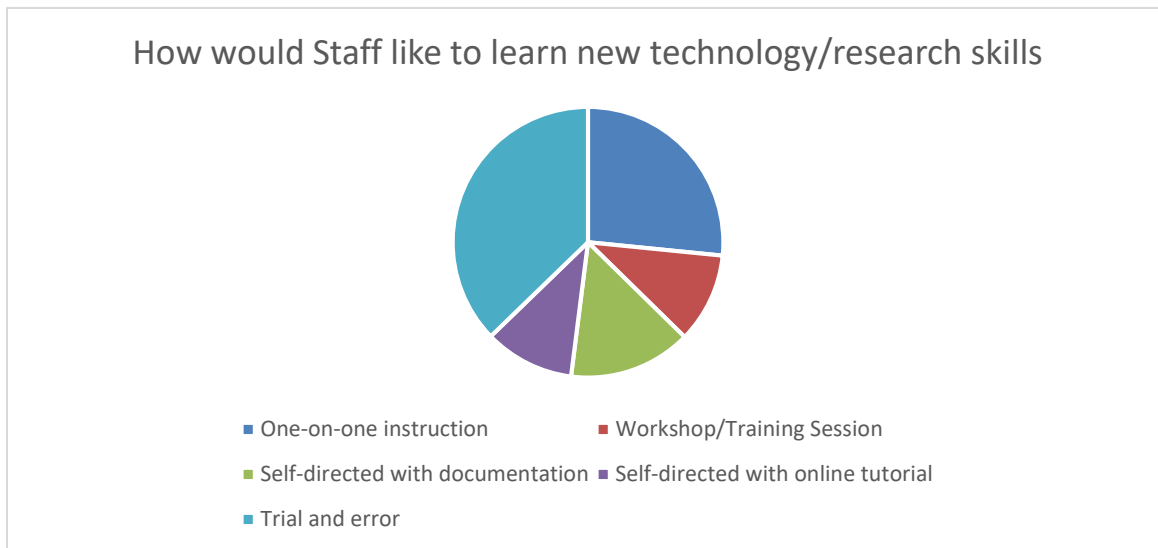 How would Staff like to learn new technology/research skills
One-on-one instruction
Workshop/Training Session
Self-directed with documentation
Self-directed with online tutorial
Trial and error